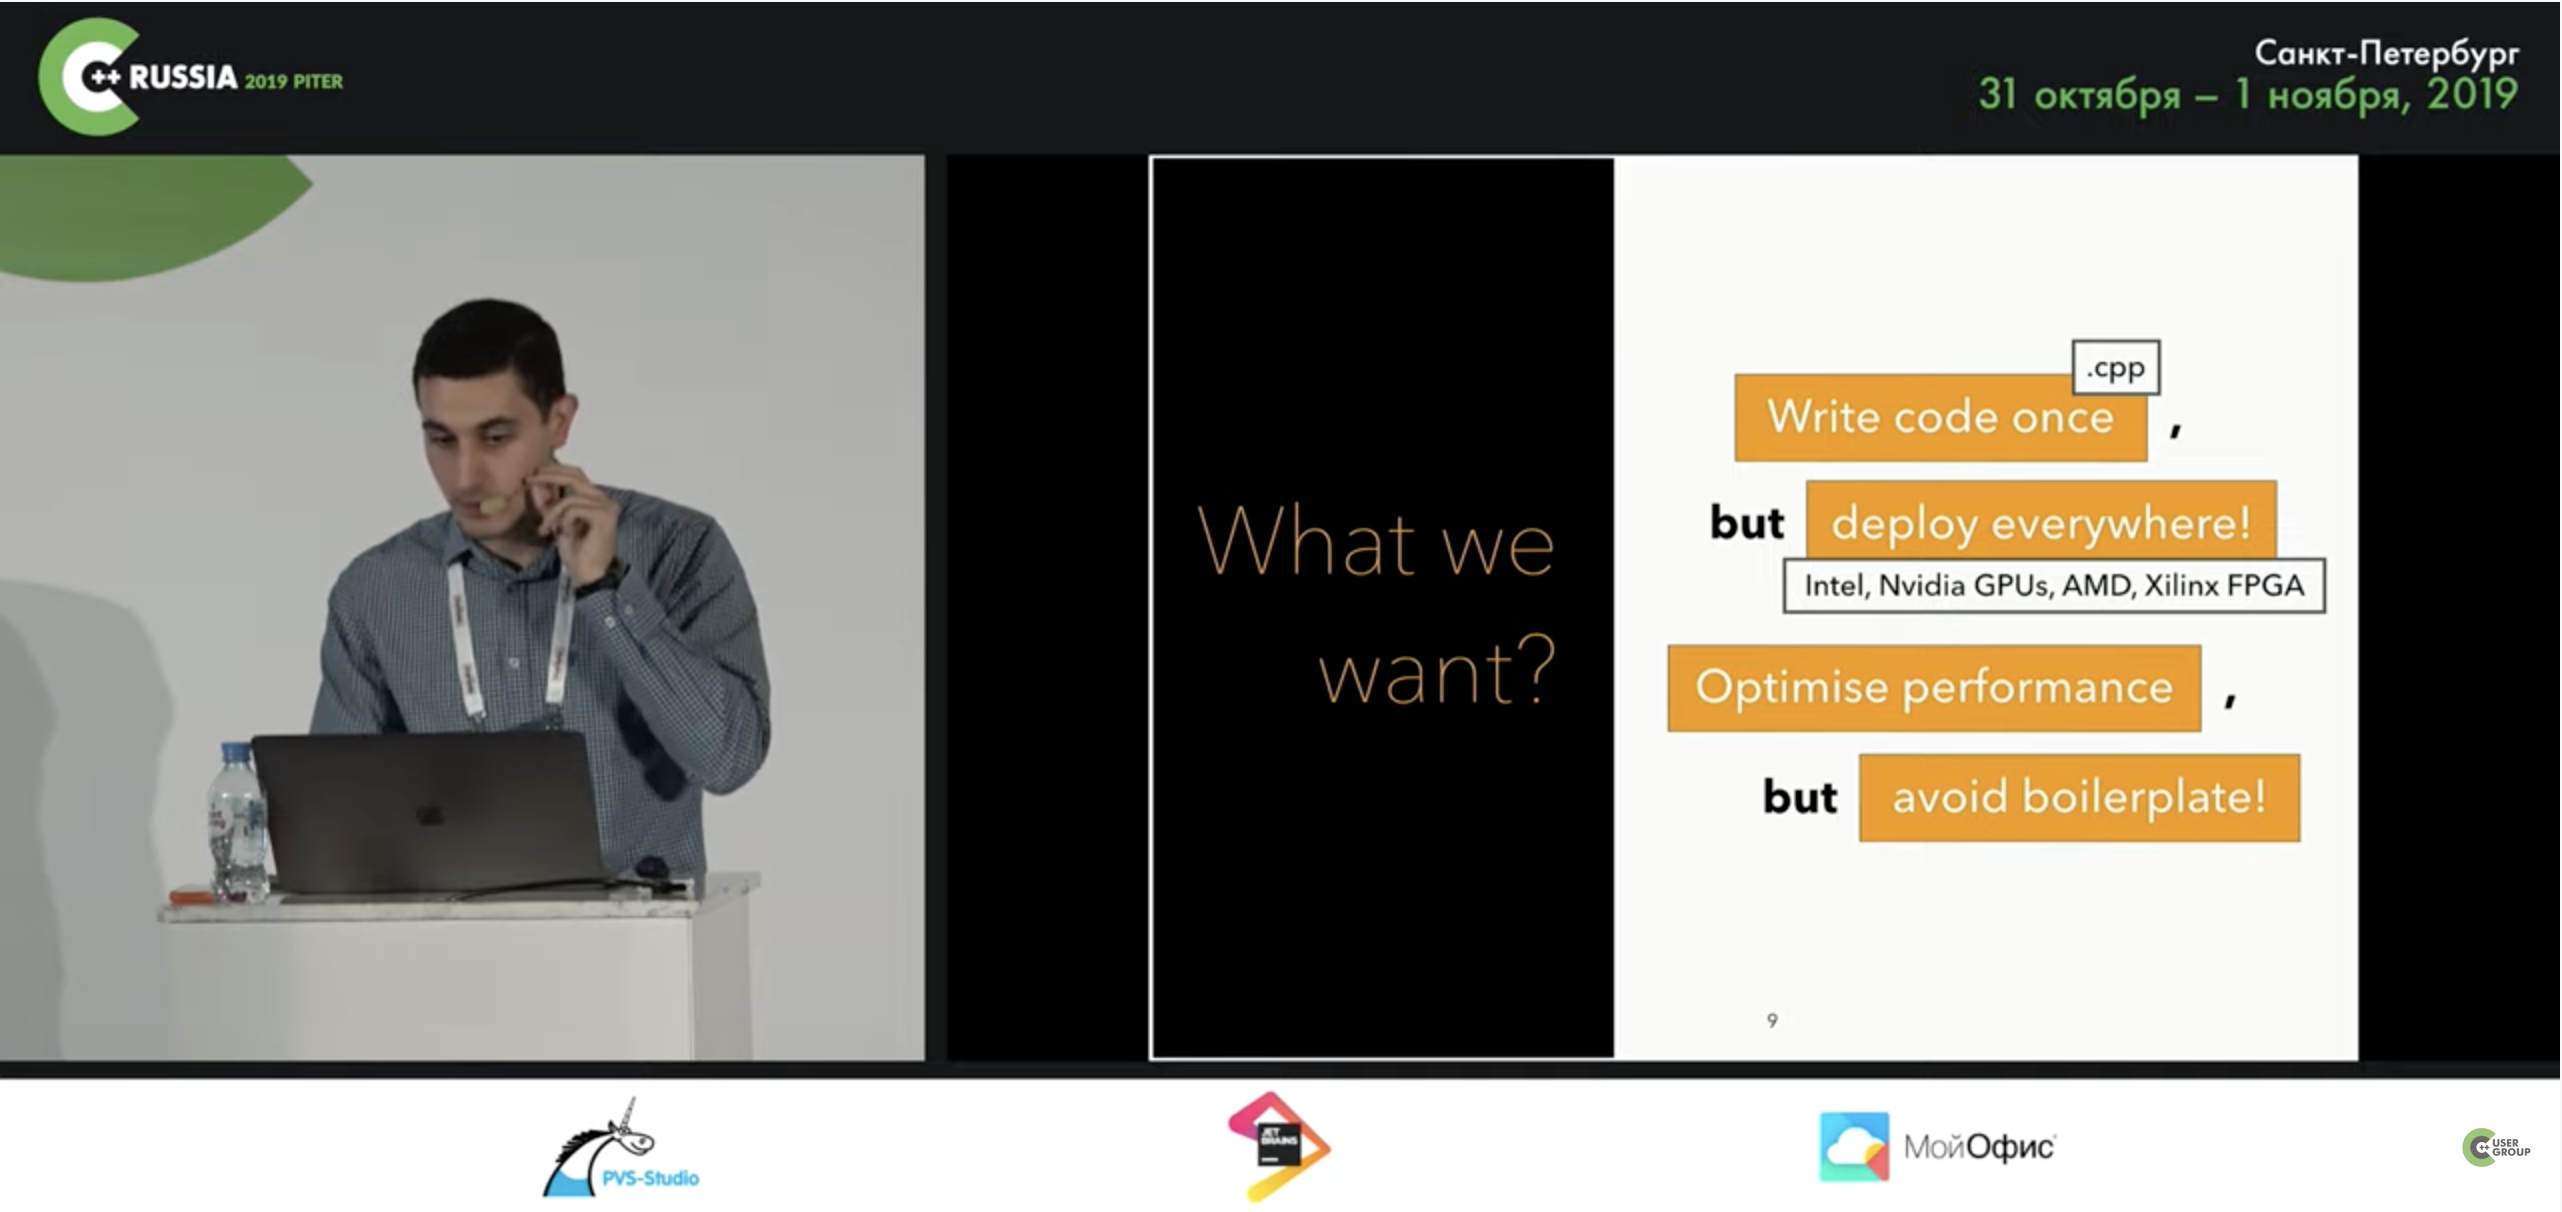 C++ RUSSIA 2019 PITER
Санкт-Петербург
31 октября – 1 ноября, 2019
What we
want?
.cpp
Write code once ,
but deploy everywhere!
Intel, Nvidia GPUs, AMD, Xilinx FPGA
Optimise performance ,
but avoid boilerplate!
9
PVS-Studio
JET
BRAINS
МойОфис
C++ USER
GROUP